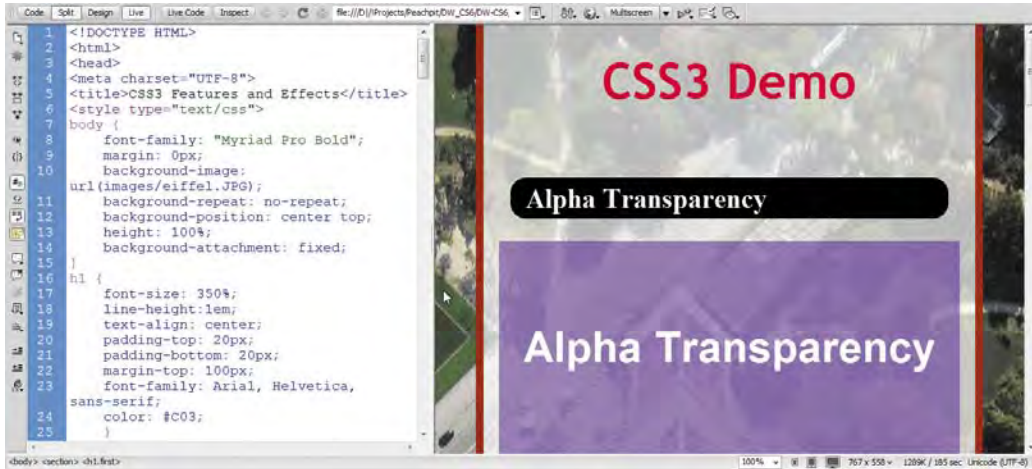 Code Split Design Live Live Code Inspect file:///D|/!Projects/Peachpit/DW_CS6/DW-CS6, Multiscreen
1 <!DOCTYPE HTML>
2 <html>
3 <head>
4 <meta charset="UTF-8">
5 <title>CSS3 Features and Effects</title>
6 <style type="text/css">
7 body {
8 font-family: "Myriad Pro Bold";
9 margin: 0px;
10 background-image:
url(images/eiffel.JPG);
11 background-repeat: no-repeat;
12 background-position: center top;
13 height: 100%;
14 background-attachment: fixed;
15 }
16 h1 {
17 font-size: 350%;
18 line-height:1em;
19 text-align: center;
20 padding-top: 20px;
21 padding-bottom: 20px;
22 margin-top: 100px;
23 font-family: Arial, Helvetica,
sans-serif;
24 color: #C03;
25 }
CSS3 Demo
Alpha Transparency
Alpha Transparency
<body> <section> <h1.first>
100% 767 x 558 1289K / 185 sec Unicode (UTF-8)